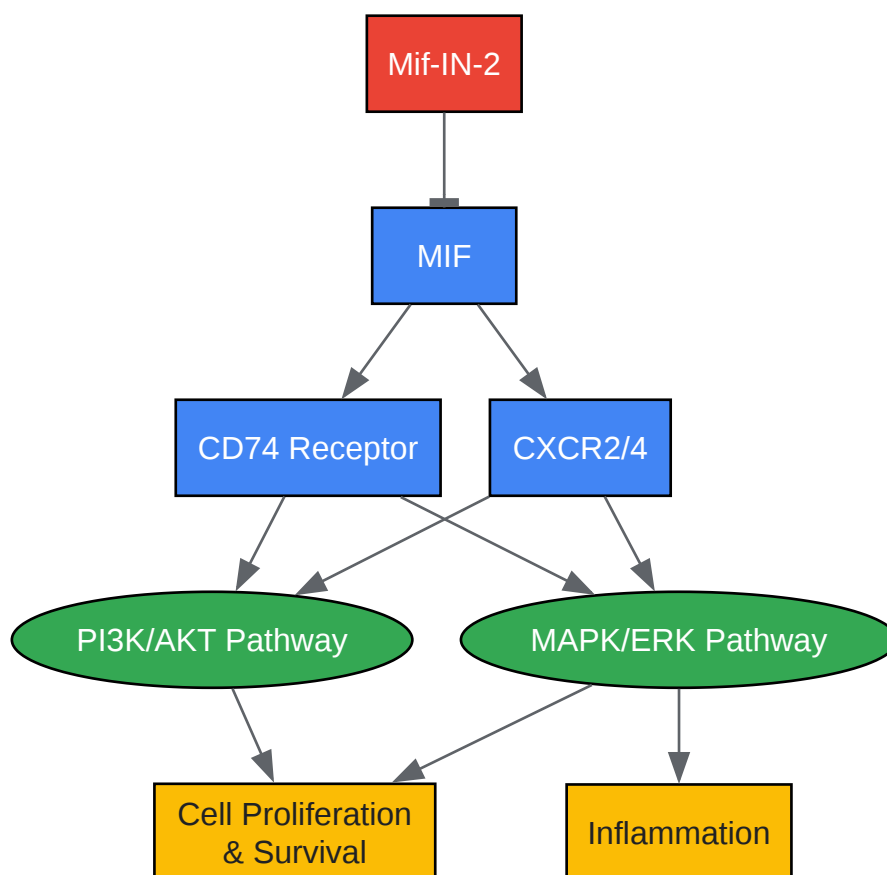 Mif-IN-2
MIF
CD74 Receptor
CXCR2/4
PI3K/AKT Pathway
MAPK/ERK Pathway
Cell Proliferation
& Survival
Inflammation